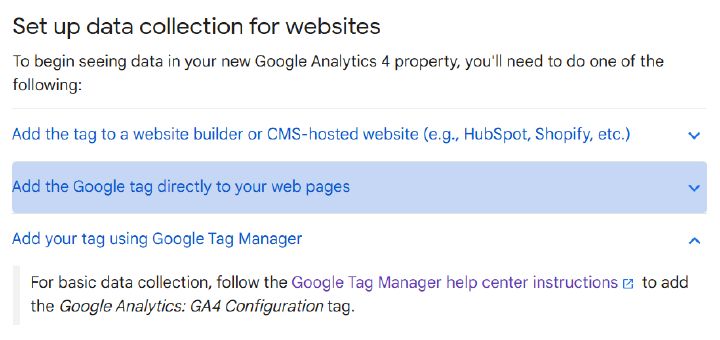 Set up data collection for websites
To begin seeing data in your new Google Analytics 4 property, you'll need to do one of the
following:
Add the tag to a website builder or CMS-hosted website (e.g., HubSpot, Shopify, etc.)
Add the Google tag directly to your web pages
Add your tag using Google Tag Manager
For basic data collection, follow the Google Tag Manager help center instructions to add
the Google Analytics: GA4 Configuration tag.